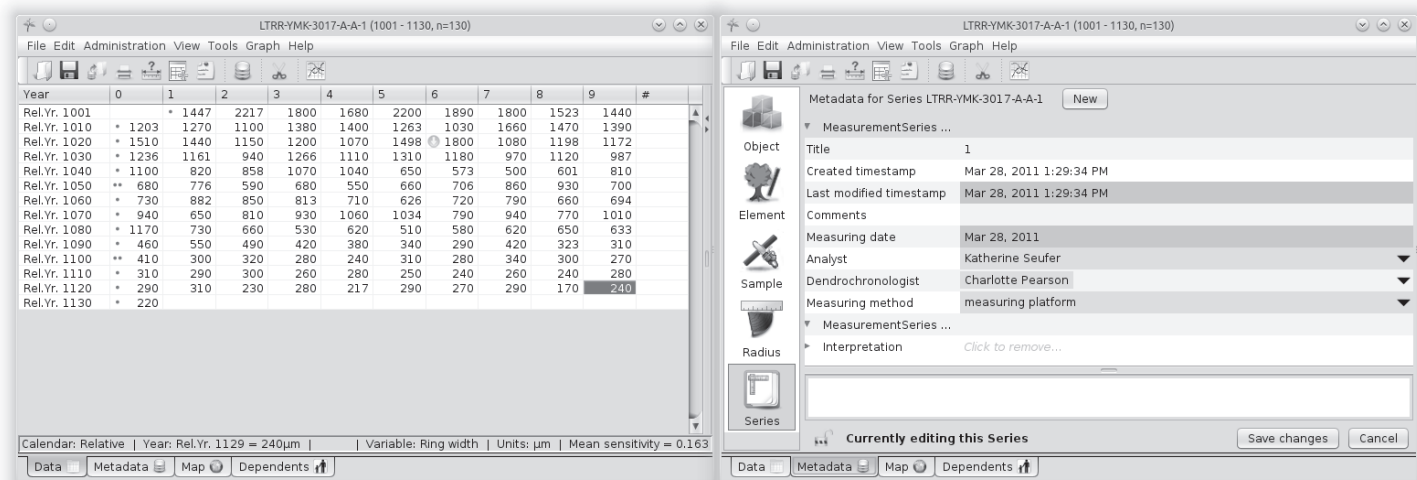 LTRR-YMK-3017-A-A-1 (1001 - 1130, n=130)
File Edit Administration View Tools Graph Help
Year 0 1 2 3 4 5 6 7 8 9 #
Rel.Yr. 1001 * 1447 2217 1800 1680 2200 1890 1800 1523 1440
Rel.Yr. 1010 * 1203 1270 1100 1380 1400 1263 1030 1660 1470 1390
Rel.Yr. 1020 * 1510 1440 1150 1200 1070 1498 1800 1080 1198 1172
Rel.Yr. 1030 * 1236 1161 940 1266 1110 1310 1180 970 1120 987
Rel.Yr. 1040 * 1100 820 858 1070 1040 650 573 500 601 810
Rel.Yr. 1050 ** 680 776 590 680 550 660 706 860 930 700
Rel.Yr. 1060 * 730 882 850 813 710 626 720 790 660 694
Rel.Yr. 1070 * 940 650 810 930 1060 1034 790 940 770 1010
Rel.Yr. 1080 * 1170 730 660 530 620 510 580 620 650 633
Rel.Yr. 1090 * 460 550 490 420 380 340 290 420 323 310
Rel.Yr. 1100 ** 410 300 320 280 240 310 280 340 300 270
Rel.Yr. 1110 * 310 290 300 260 280 250 240 260 240 280
Rel.Yr. 1120 * 290 310 230 280 217 290 270 290 170 240
Rel.Yr. 1130 * 220
Calendar: Relative | Year: Rel.Yr. 1129 = 240µm | | Variable: Ring width | Units: µm | Mean sensitivity = 0.163
Data Metadata Map Dependents
LTRR-YMK-3017-A-A-1 (1001 - 1130, n=130)
File Edit Administration View Tools Graph Help
Object
Element
Sample
Radius
Series
Metadata for Series LTRR-YMK-3017-A-A-1 New
MeasurementSeries ...
Title 1
Created timestamp Mar 28, 2011 1:29:34 PM
Last modified timestamp Mar 28, 2011 1:29:34 PM
Comments
Measuring date Mar 28, 2011
Analyst Katherine Seufer
Dendrochronologist Charlotte Pearson
Measuring method measuring platform
MeasurementSeries ...
Interpretation Click to remove...
Currently editing this Series Save changes Cancel
Data Metadata Map Dependents